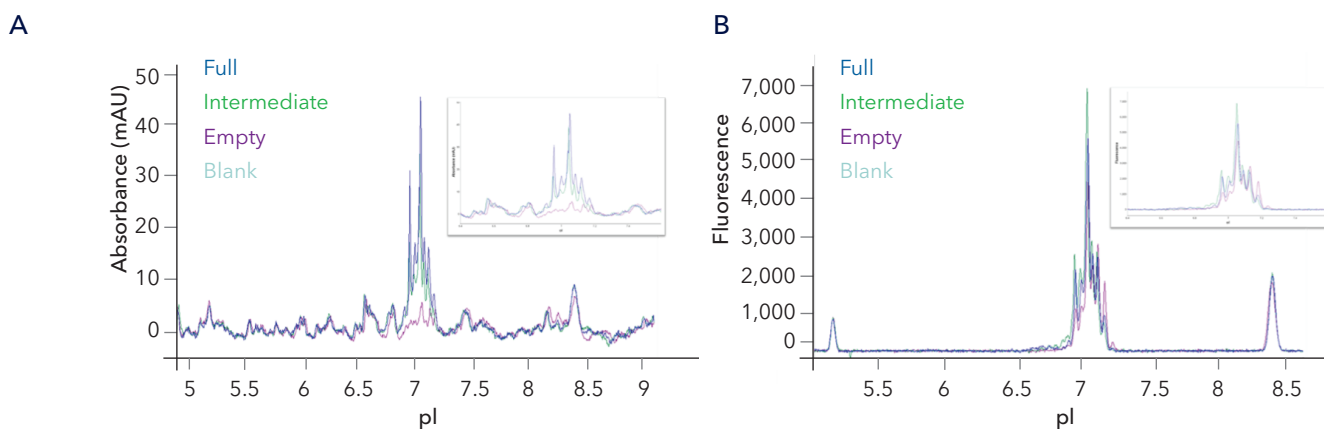 A
Absorbance (mAU)
50
40
30
20
10
0
Full
Intermediate
Empty
Blank
5 5.5 6 6.5 7 7.5 8 8.5 9
pI
B
Fluorescence
7,000
6,000
5,000
4,000
3,000
2,000
1,000
0
Full
Intermediate
Empty
Blank
5.5 6 6.5 7 7.5 8 8.5
pI